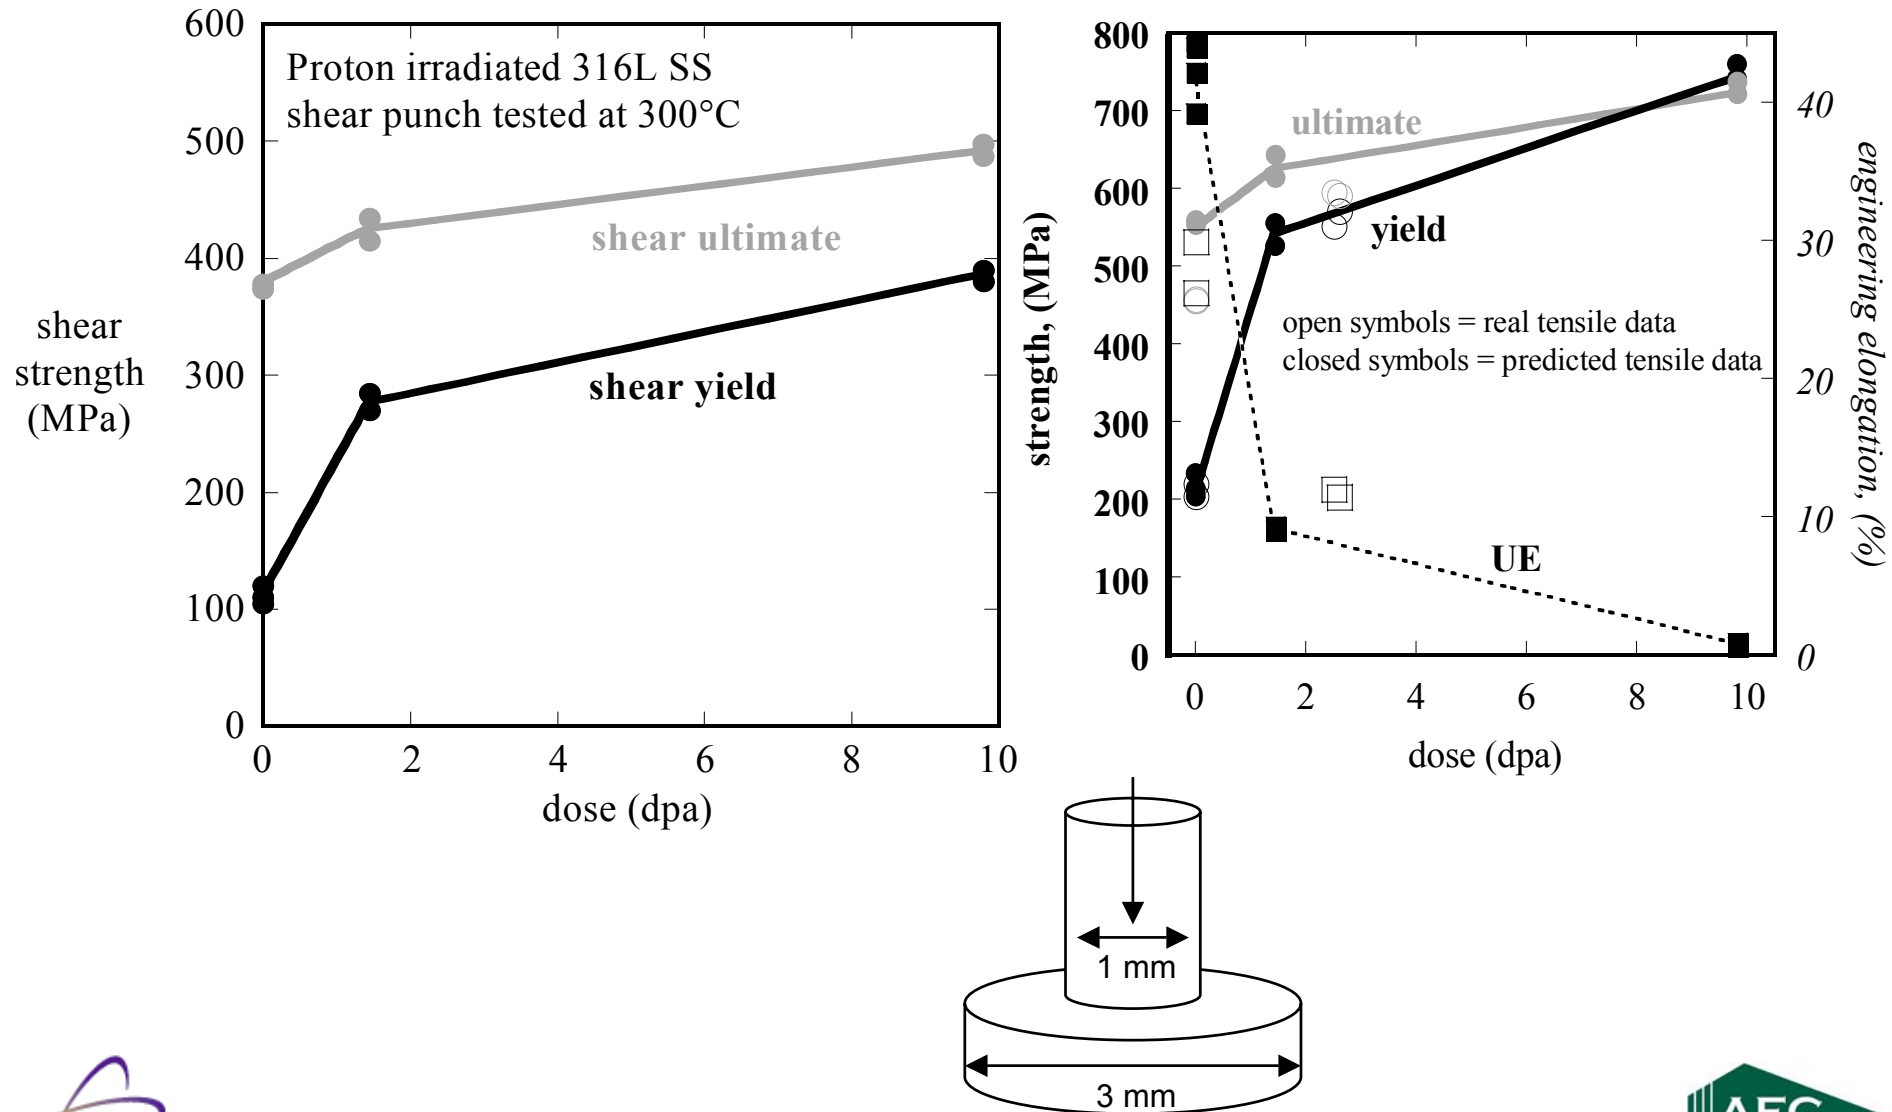 600
500
400
300
200
100
0
Proton irradiated 316L SS
shear punch tested at 300°C
shear ultimate
shear yield
shear
strength
(MPa)
0 2 4 6 8 10
dose (dpa)
800
700
600
500
400
300
200
100
0
strength, (MPa)
ultimate
yield
open symbols = real tensile data
closed symbols = predicted tensile data
UE
40
30
20
10
0
engineering elongation, (%)
0 2 4 6 8 10
dose (dpa)
1 mm
3 mm
AFC